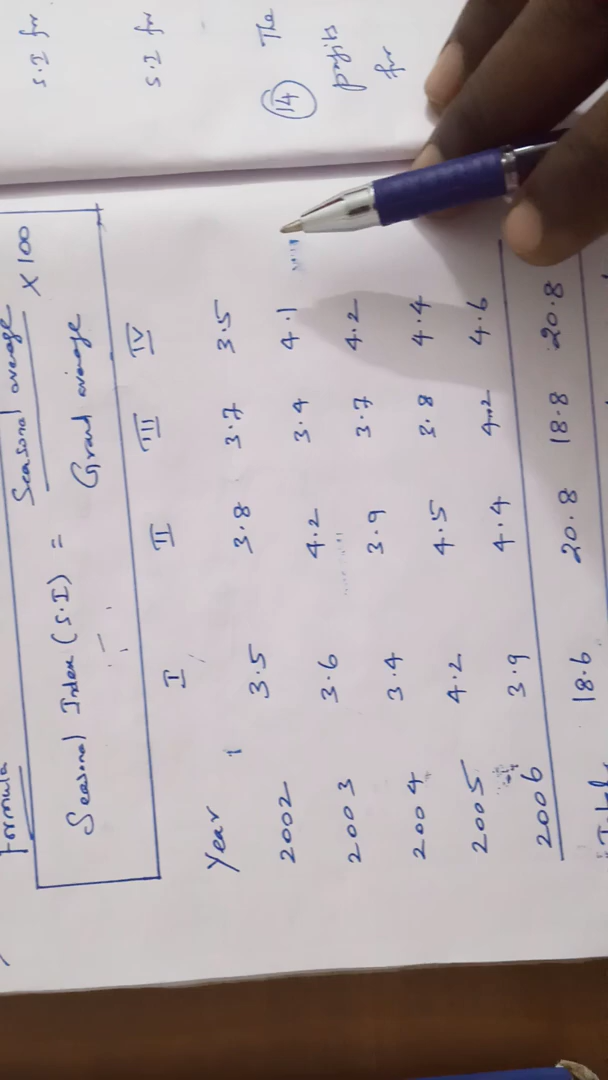 Formula
Seasonal Index (S.I) = Seasonal average / Grand average X 100
Year I II III IV
2002 3.5 3.8 3.7 3.5
2003 3.6 4.2 3.4 4.1
2004 3.4 3.9 3.7 4.2
2005 4.2 4.5 3.8 4.4
2006 3.9 4.4 4.2 4.6
18.6 20.8 18.8 20.8
S.I for
S.I for
14 The
profits
for